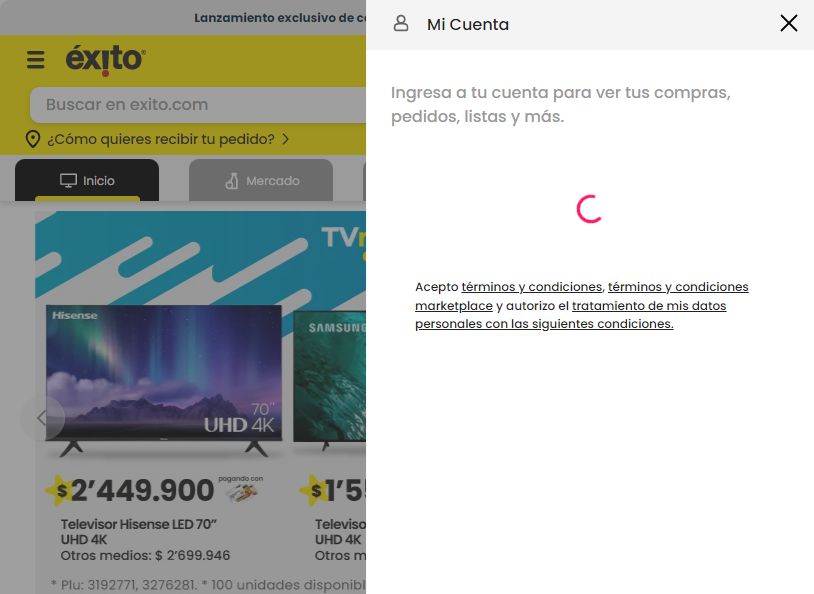 Lanzamiento exclusivo de
éxito
Buscar en exito.com
¿Cómo quieres recibir tu pedido?
Inicio
Mercado
TV
Hisense
70"
UHD 4K
SAMSUNG
$2'449.900
pagando con
$1'5
Televisor Hisense LED 70”
UHD 4K
Otros medios: $ 2’699.946
Televisor
UHD 4K
Otros m
* Plu: 3192771, 3276281. * 100 unidades disponibl
Mi Cuenta
Ingresa a tu cuenta para ver tus compras,
pedidos, listas y más.
Acepto términos y condiciones, términos y condiciones
marketplace y autorizo el tratamiento de mis datos
personales con las siguientes condiciones.